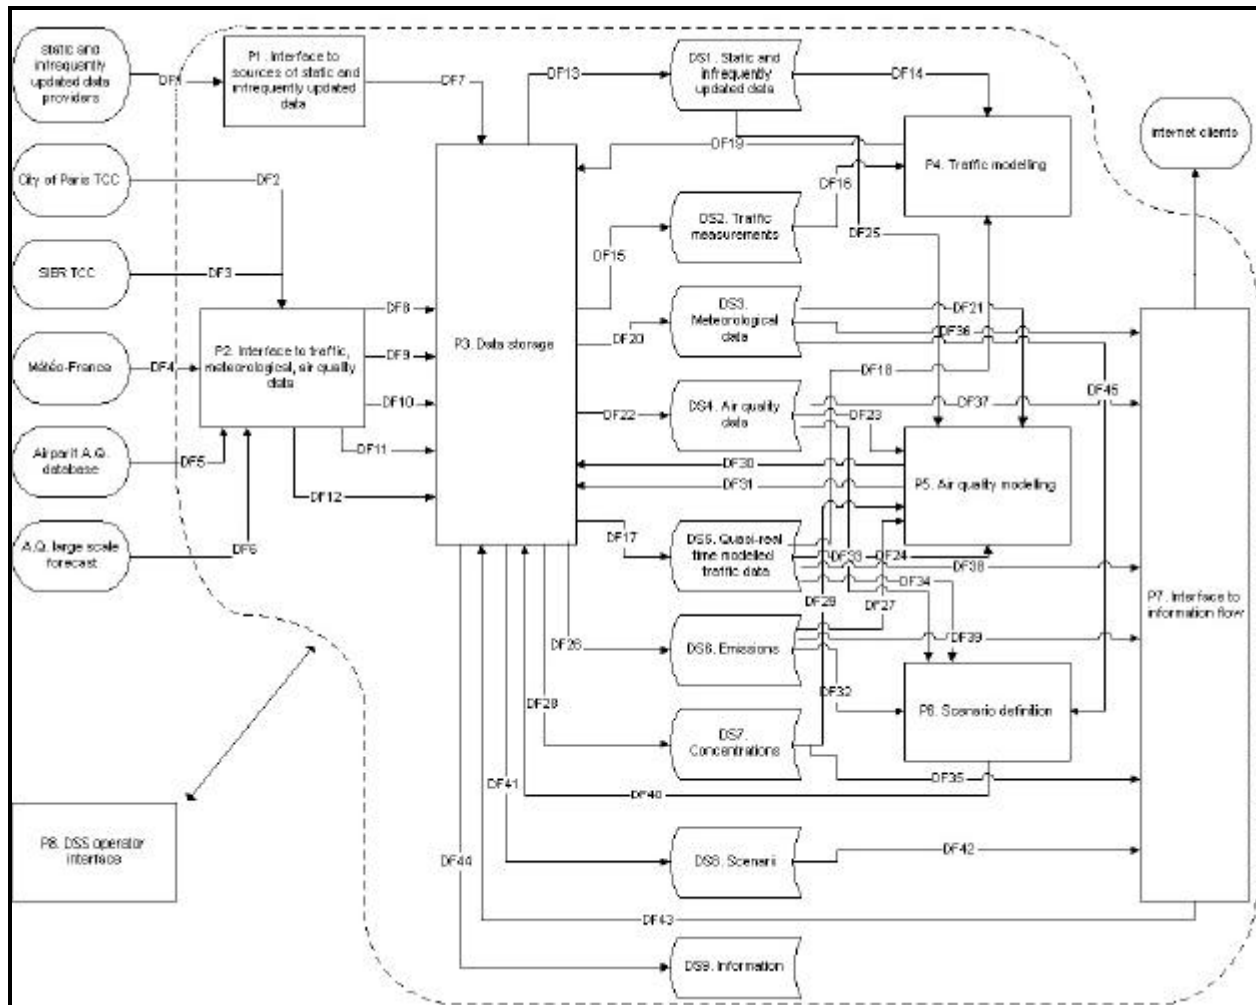 static and
infrequently
updated data
providers
DF1
P1. Interface to
sources of static and
infrequently updated
data
DF7
DF13
DS1. Static and
infrequently
updated data
DF14
Internet clients
City of Paris TCC
DF2
DF19
P4. Traffic modelling
DF16
DS2. Traffic
measurements
DF15
DF25
SIER TCC
DF3
DF8
P2. Interface to traffic,
meteorological, air quality
data
DF9
DF10
DF11
DF12
P3. Data storage
DS3.
Meteorological
data
DF20
DF21
DF36
DF18
DF45
Météo-France
DF4
DF22
DS4. Air quality
data
DF37
DF23
Airparif A.Q.
database
DF5
DF30
DF31
P5. Air quality modelling
A.Q. large scale
forecast
DF6
DF17
DS5. Quasi-real
time modelled
traffic data
DF33
DF24
DF38
DF34
DF29
DF27
P7. Interface to
information flow
DF26
DS6. Emissions
DF39
DF32
P6. Scenario definition
DF28
DS7.
Concentrations
DF35
DF41
DF40
P8. DSS operator
interface
DF44
DS8. Scenarii
DF42
DF43
DS9. Information